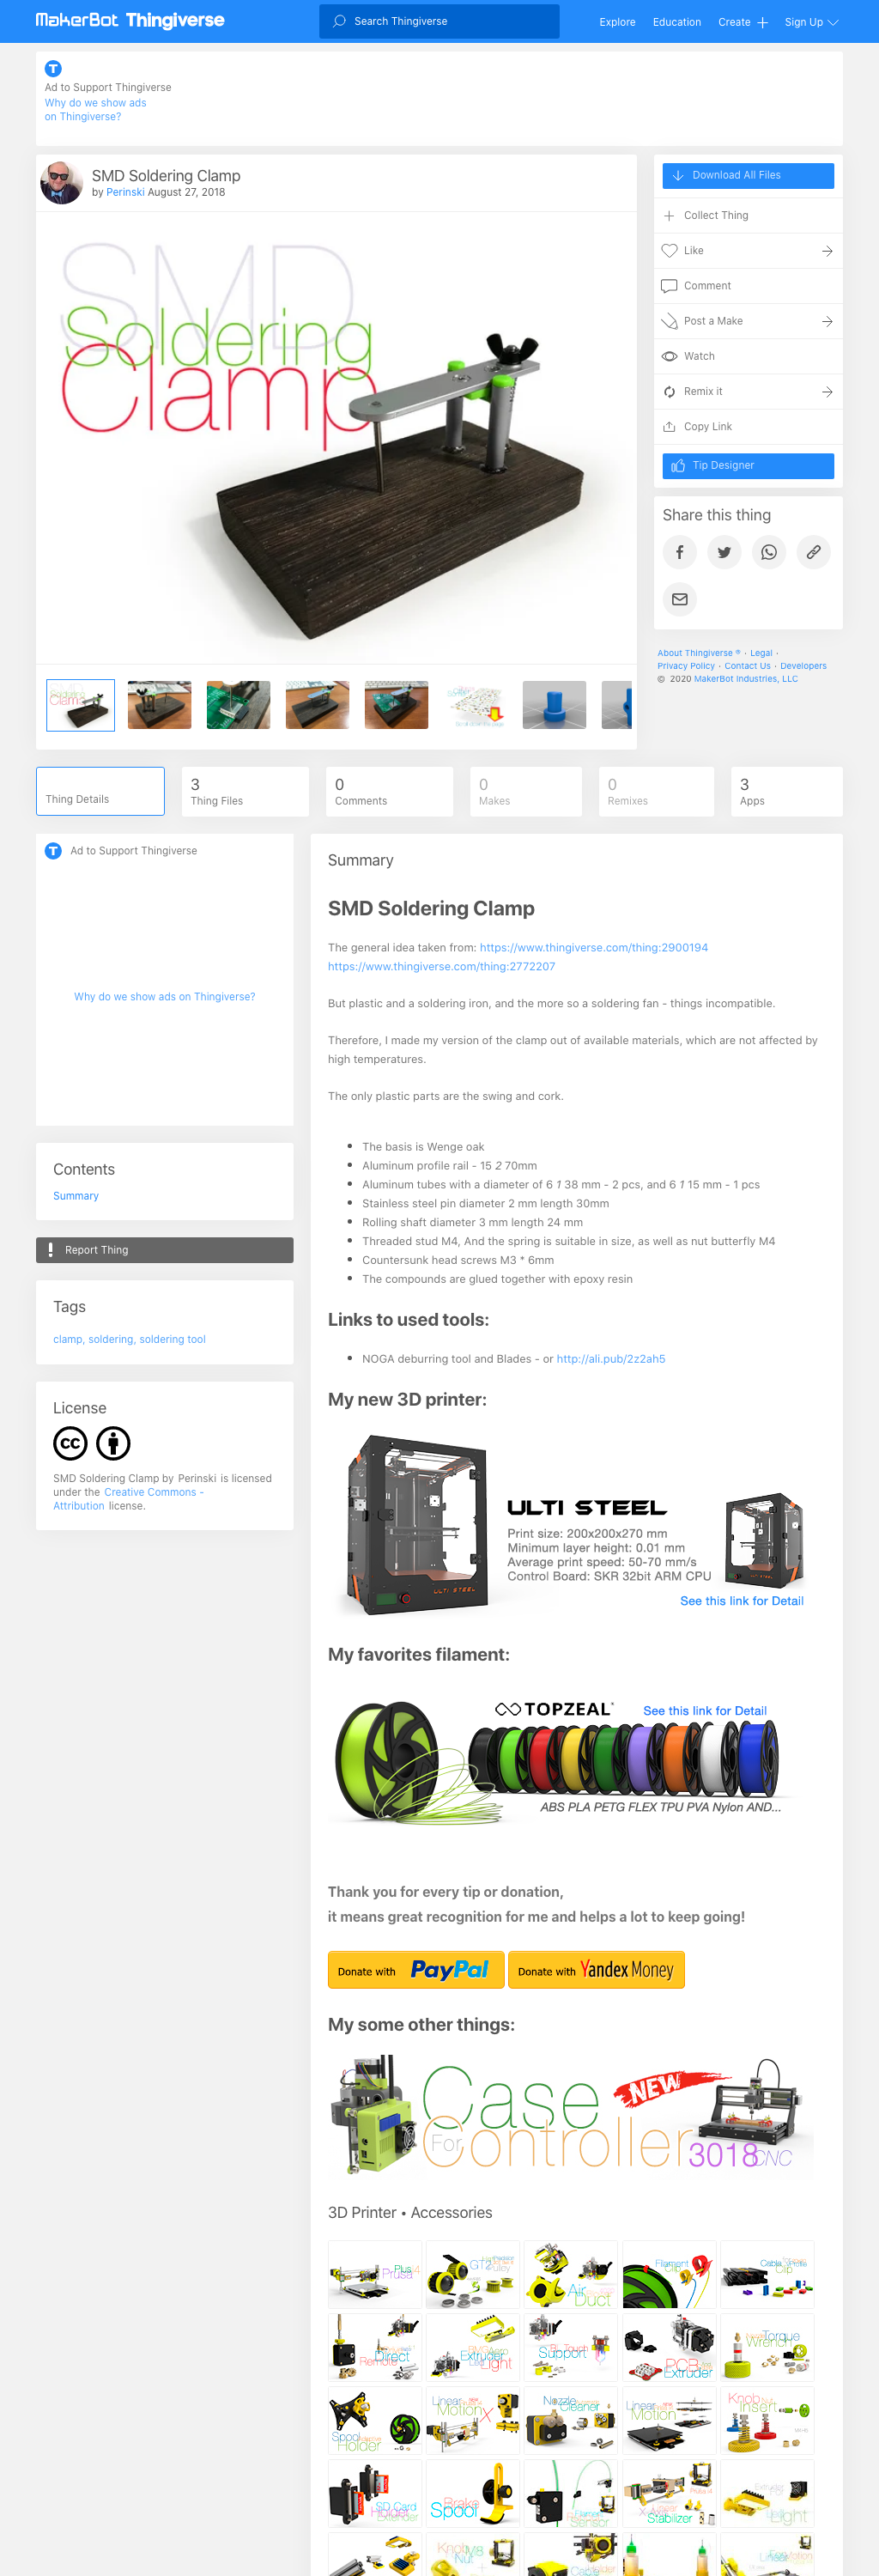 MakerBot Thingiverse
Search Thingiverse
Explore
Education
Create
Sign Up
Ad to Support Thingiverse
Why do we show ads
on Thingiverse?
SMD Soldering Clamp
by Perinski August 27, 2018
SMD
Soldering
Clamp
Download All Files
Collect Thing
Like
Comment
Post a Make
Watch
Remix it
Copy Link
Tip Designer
Share this thing
About Thingiverse ® · Legal ·
Privacy Policy · Contact Us · Developers
© 2020 MakerBot Industries, LLC
Thing Details
3
Thing Files
0
Comments
0
Makes
0
Remixes
3
Apps
Ad to Support Thingiverse
Why do we show ads on Thingiverse?
Contents
Summary
Report Thing
Tags
clamp, soldering, soldering tool
License
SMD Soldering Clamp by Perinski is licensed
under the Creative Commons -
Attribution license.
Summary
SMD Soldering Clamp
The general idea taken from: https://www.thingiverse.com/thing:2900194
https://www.thingiverse.com/thing:2772207
But plastic and a soldering iron, and the more so a soldering fan - things incompatible.
Therefore, I made my version of the clamp out of available materials, which are not affected by
high temperatures.
The only plastic parts are the swing and cork.
• The basis is Wenge oak
• Aluminum profile rail - 15 2 70mm
• Aluminum tubes with a diameter of 6 1 38 mm - 2 pcs, and 6 1 15 mm - 1 pcs
• Stainless steel pin diameter 2 mm length 30mm
• Rolling shaft diameter 3 mm length 24 mm
• Threaded stud M4, And the spring is suitable in size, as well as nut butterfly M4
• Countersunk head screws M3 * 6mm
• The compounds are glued together with epoxy resin
Links to used tools:
• NOGA deburring tool and Blades - or http://ali.pub/2z2ah5
My new 3D printer:
ULTI STEEL
ULTI STEEL
Print size: 200x200x270 mm
Minimum layer height: 0.01 mm
Average print speed: 50-70 mm/s
Control Board: SKR 32bit ARM CPU
See this link for Detail
My favorites filament:
TOPZEAL
See this link for Detail
ABS PLA PETG FLEX TPU PVA Nylon AND...
Thank you for every tip or donation,
it means great recognition for me and helps a lot to keep going!
Donate with PayPal
Donate with Yandex Money
My some other things:
Case
NEW
For
Controller
3018 CNC
3D Printer • Accessories
Plus 4
Prusa
GT2
Pulley
Air
Duct
Filament
Clip
Cable
Clip
Remote
Direct
Extruder
Light
Touch
Support
PCB
Extruder
Torque
Wrench
Spool
Holder
Linear
Motion X
Nozzle
Cleaner
Linear
Motion
Knob
Insert
SD Card
Holder
Extender
Brake
Spool
Filament
Sensor
X-Axis
Stabilizer
Extruder
Light
Knob
M8
Nut
Cable
Holder
Linear